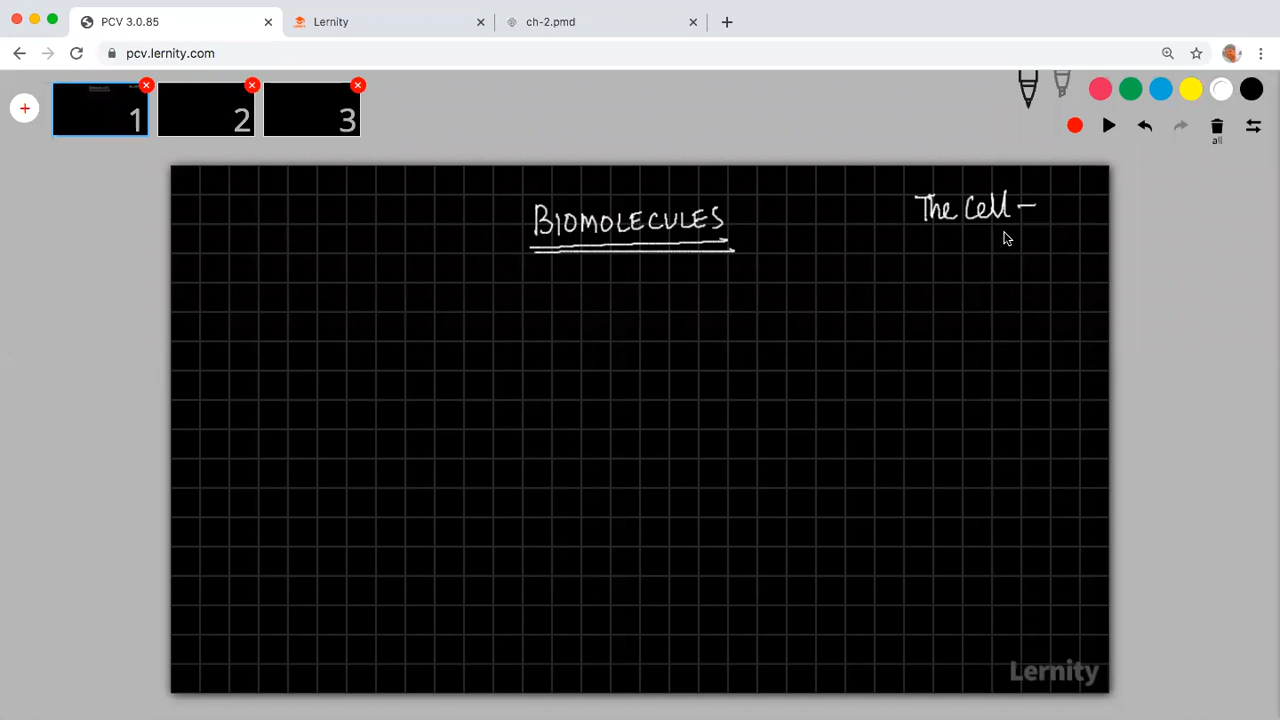 PCV 3.0.85
Lernity
ch-2.pmd
pcv.lernity.com
1
2
3
all
BIOMOLECULES
The Cell -
Lernity